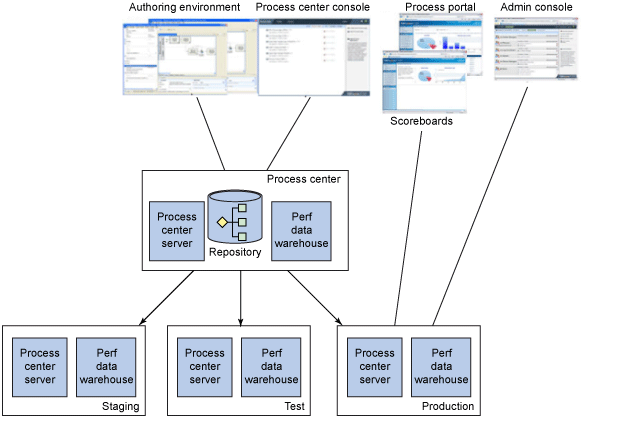 Authoring environment
Process center console
Process portal
Admin console
Scoreboards
Process center
Process
center
server
Repository
Perf
data
warehouse
Process
center
server
Perf
data
warehouse
Staging
Process
center
server
Perf
data
warehouse
Test
Process
center
server
Perf
data
warehouse
Production